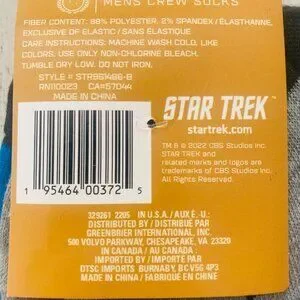 MENS CREW SOCKS
FIBER CONTENT: 98% POLYESTER, 2% SPANDEX / ÉLASTHANNE,
EXCLUSIVE OF ELASTIC / SANS ÉLASTIQUE
CARE INSTRUCTIONS: MACHINE WASH COLD, LIKE
COLORS, USE ONLY NON-CHLORINE BLEACH.
TUMBLE DRY LOW. DO NOT IRON.
STYLE # STR951486-B
RN110023 CA#57044
MADE IN CHINA
1 95464 00372 5
STAR TREK
startrek.com
TM & © 2022 CBS Studios Inc.
STAR TREK and
related marks and logos are
trademarks of CBS Studios Inc.
All Rights Reserved.
329261 2205 IN U.S.A. / AUX É.-U.:
DISTRIBUTED BY / DISTRIBUÉ PAR
GREENBRIER INTERNATIONAL, INC.
500 VOLVO PARKWAY, CHESAPEAKE, VA 23320
IN CANADA / AU CANADA:
IMPORTED BY / IMPORTÉ PAR
DTSC IMPORTS BURNABY, BC V5G 4P3
MADE IN CHINA / FABRIQUÉ EN CHINE